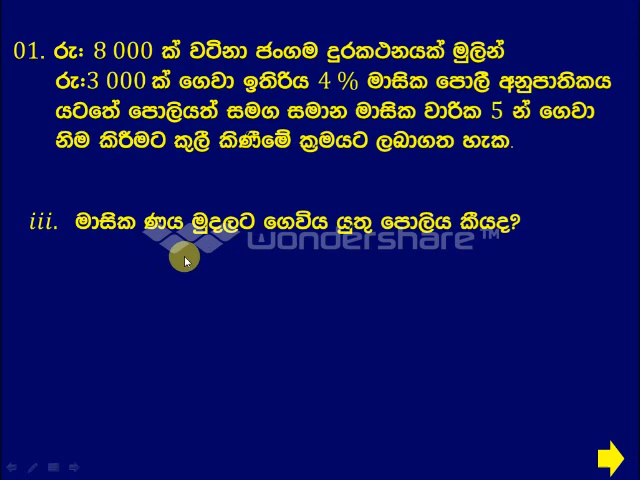 01. රු: 8 000 ක් වටිනා ජංගම දුරකථනයක් මුලින්
රු:3 000 ක් ගෙවා ඉතිරිය 4 % මාසික පොලී අනුපාතිකය
යටතේ පොලියත් සමග සමාන මාසික වාරික 5 න් ගෙවා
නිම කිරීමට කුලී කිණීමේ ක්‍රමයට ලබාගත හැක.
iii. මාසික ණය මුදලට ගෙවිය යුතු පොලිය කීයද?
wondershare™